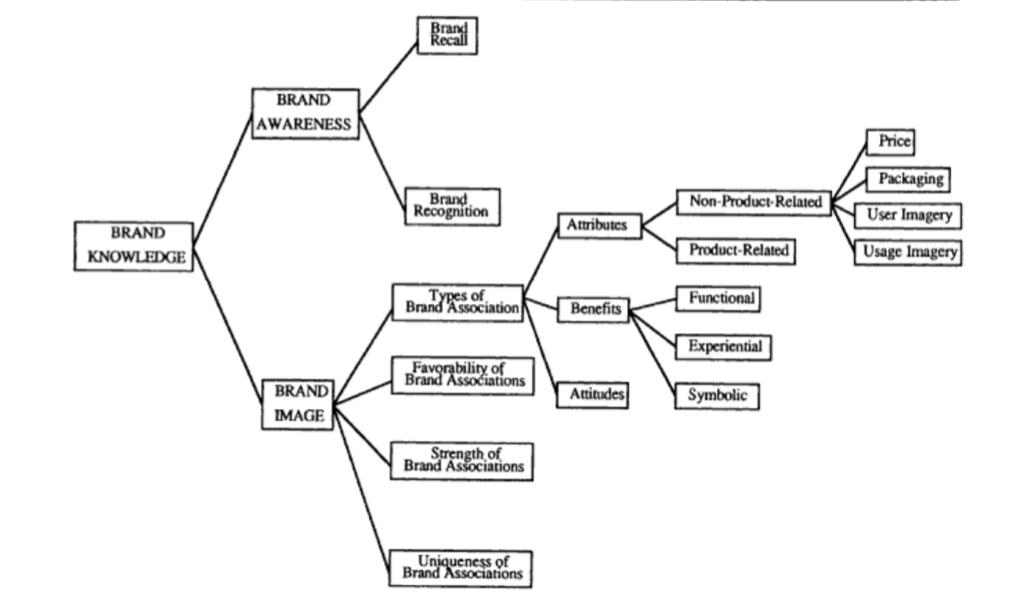 Brand
Recall
BRAND
AWARENESS
Brand
Recognition
BRAND
KNOWLEDGE
Price
Packaging
Non-Product-Related
User Imagery
Attributes
Product-Related
Usage Imagery
Types of
Brand Association
Benefits
Functional
Experiential
Favorability of
Brand Associations
BRAND
IMAGE
Attitudes
Symbolic
Strength of
Brand Associations
Uniqueness of
Brand Associations